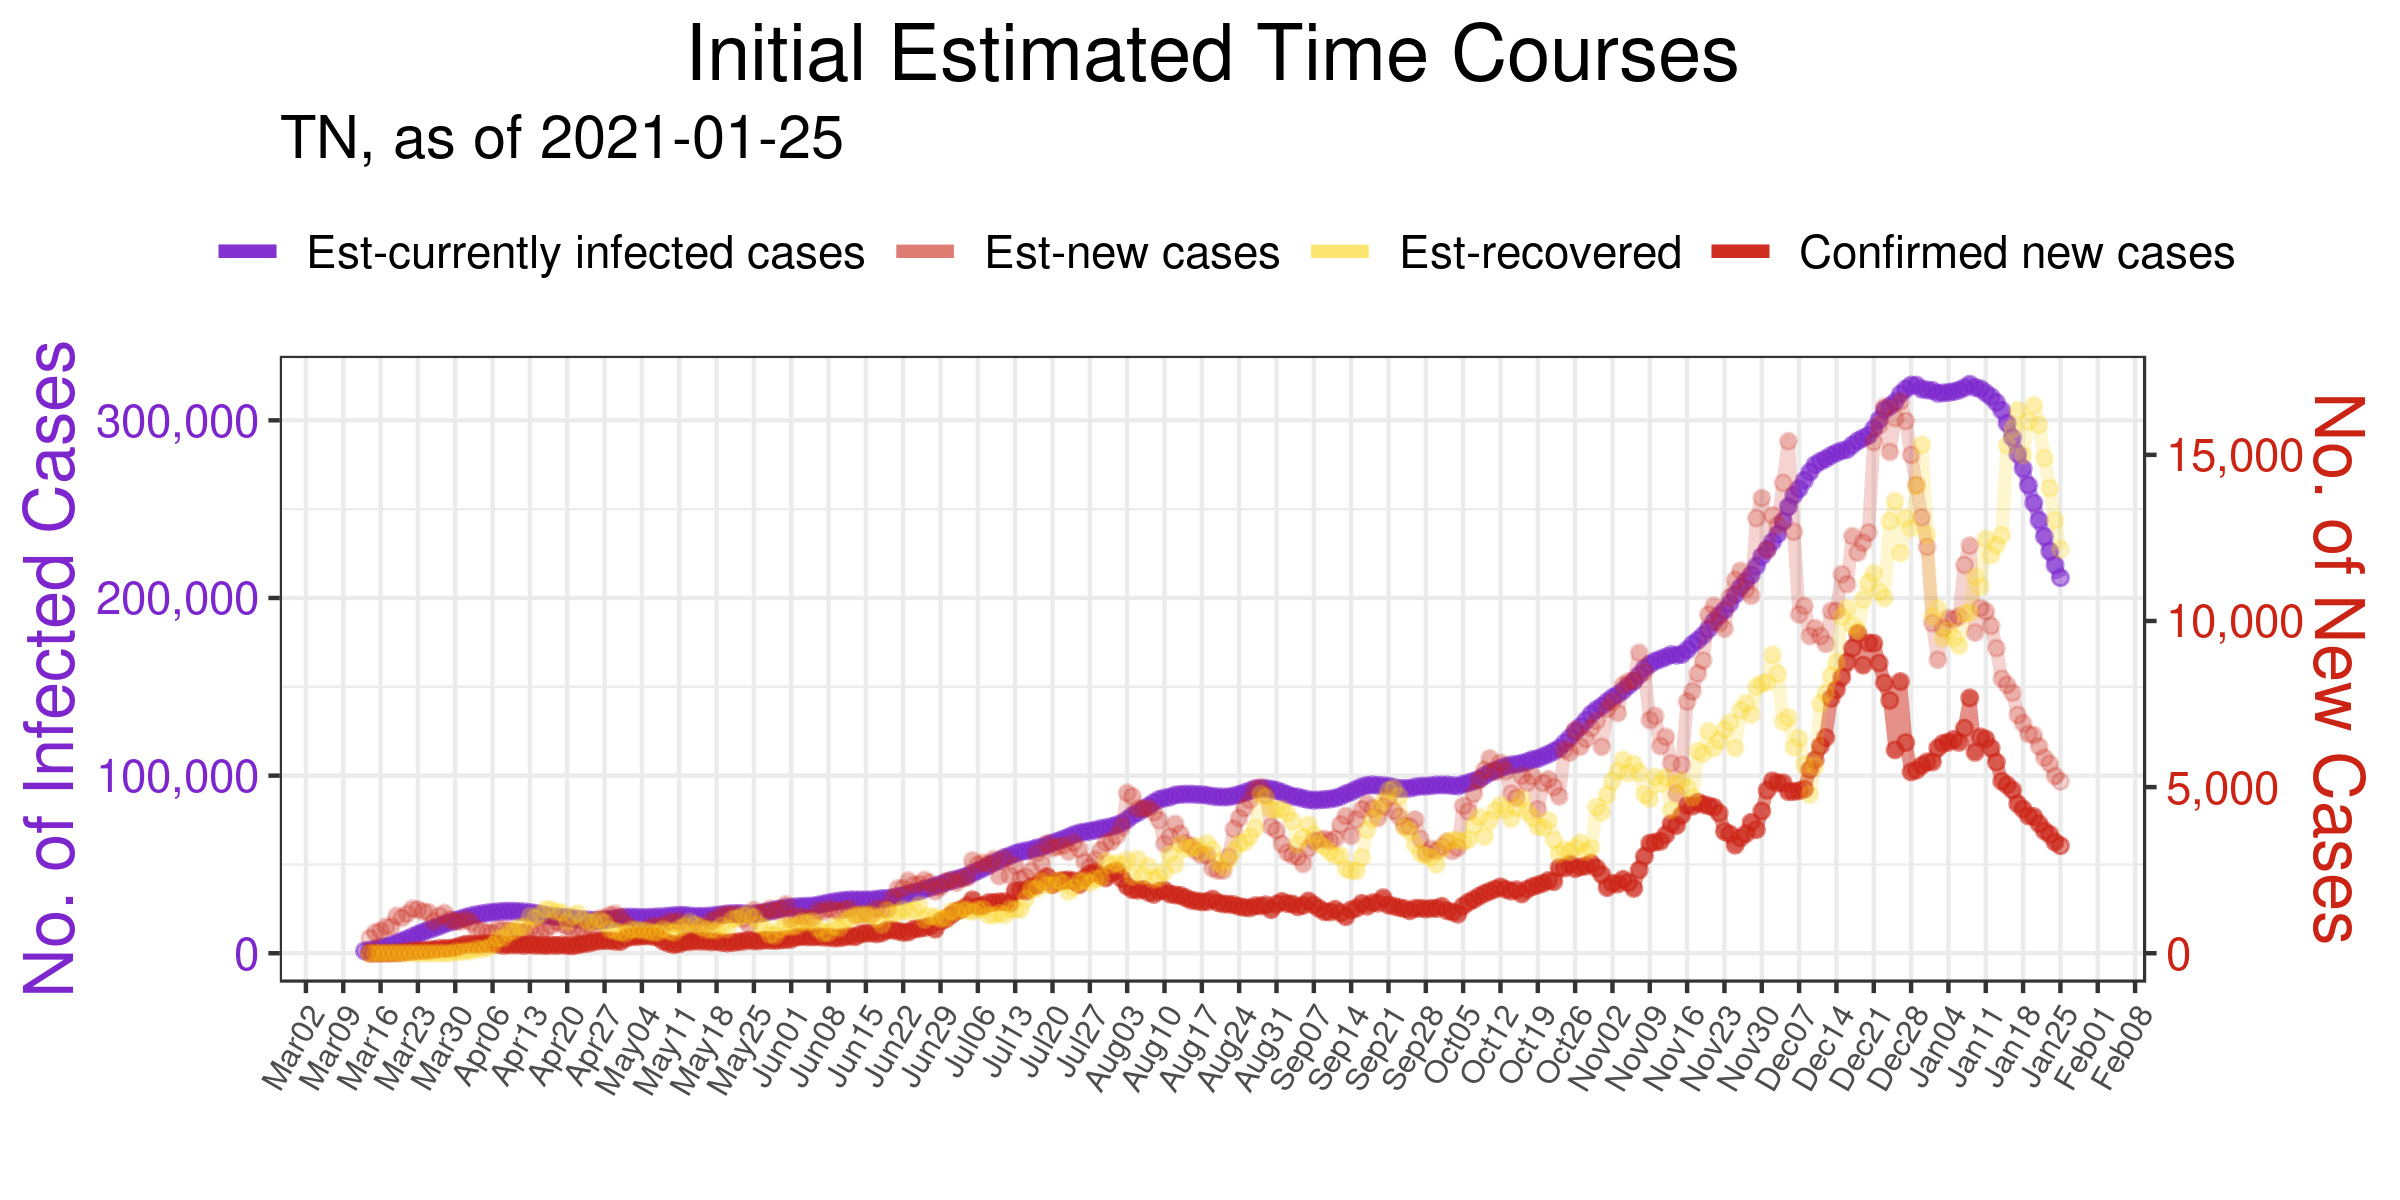 Initial Estimated Time Courses
TN, as of 2021-01-25
Est-currently infected cases
Est-new cases
Est-recovered
Confirmed new cases
No. of Infected Cases
300,000
200,000
100,000
0
15,000
10,000
5,000
0
No. of New Cases
Mar02
Mar09
Mar16
Mar23
Mar30
Apr06
Apr13
Apr20
Apr27
May04
May11
May18
May25
Jun01
Jun08
Jun15
Jun22
Jun29
Jul06
Jul13
Jul20
Jul27
Aug03
Aug10
Aug17
Aug24
Aug31
Sep07
Sep14
Sep21
Sep28
Oct05
Oct12
Oct19
Oct26
Nov02
Nov09
Nov16
Nov23
Nov30
Dec07
Dec14
Dec21
Dec28
Jan04
Jan11
Jan18
Jan25
Feb01
Feb08